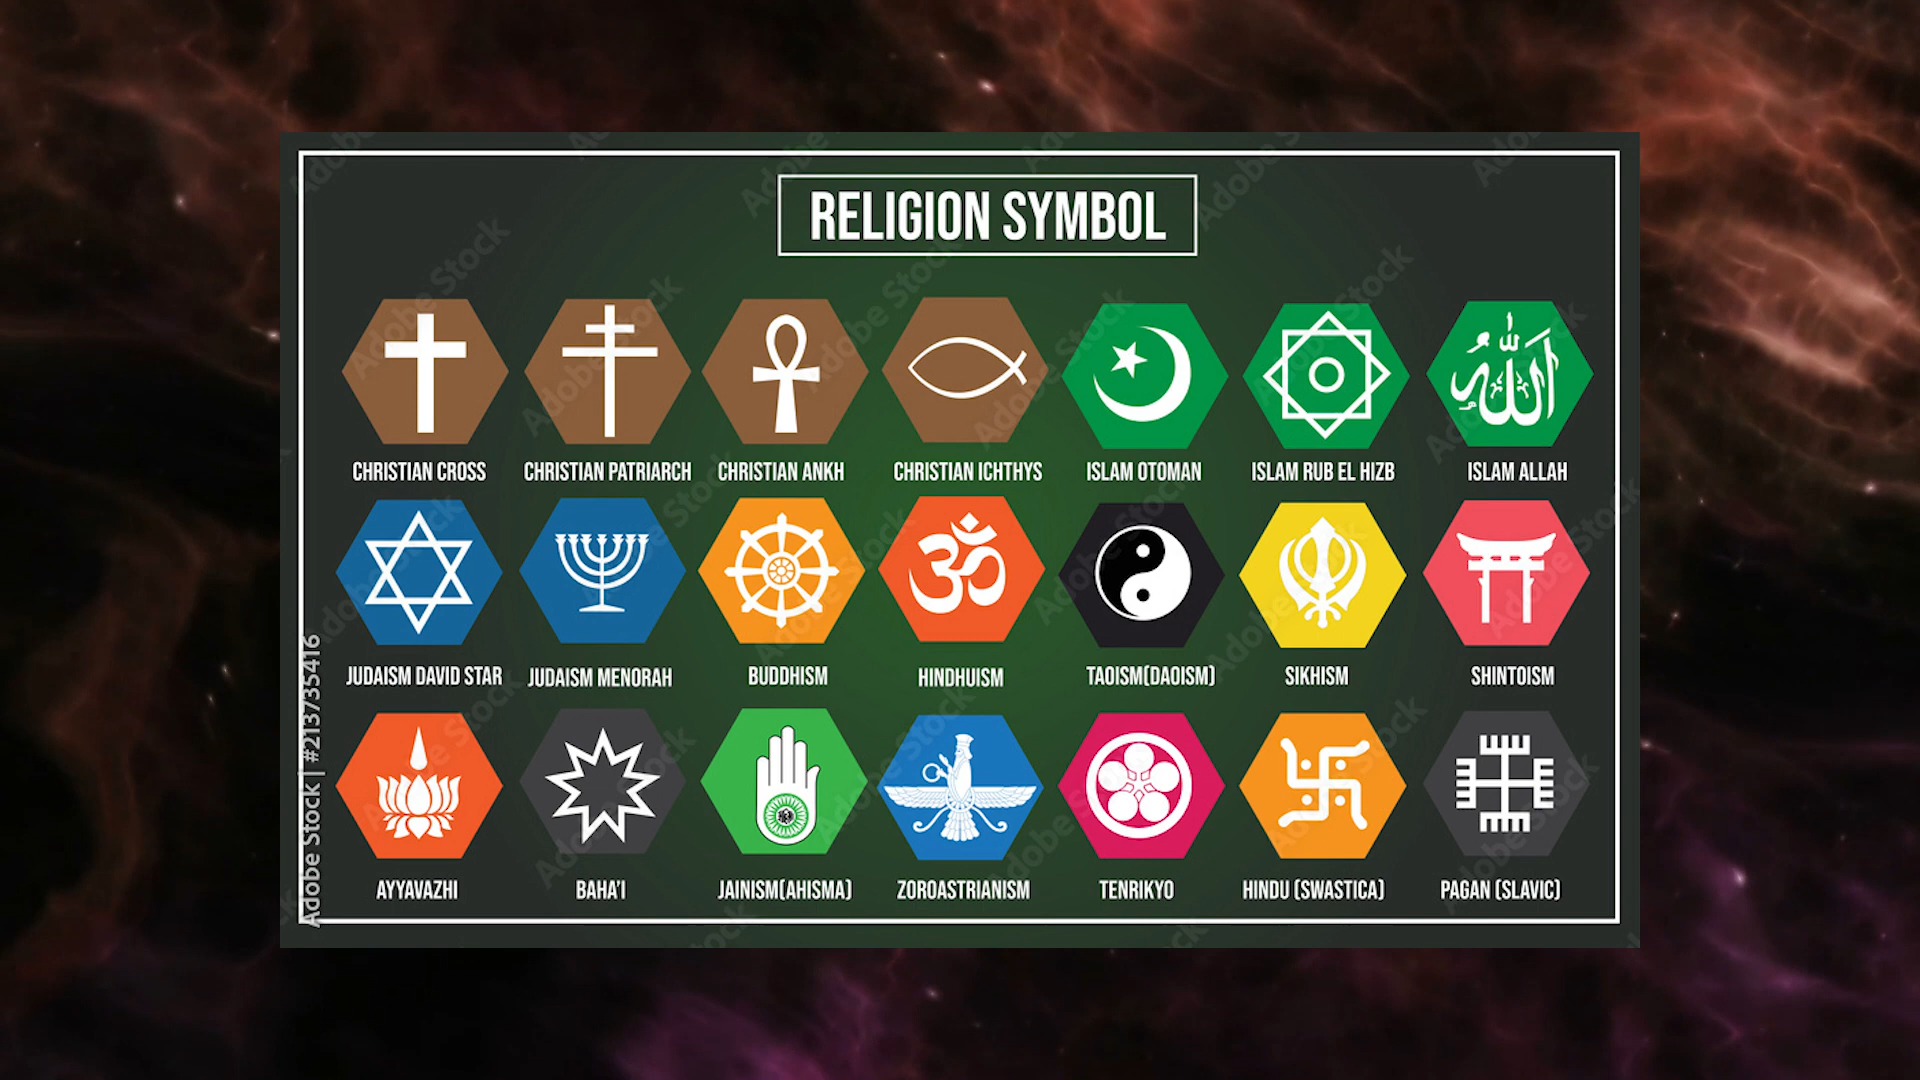 RELIGION SYMBOL
الله
CHRISTIAN CROSS
CHRISTIAN PATRIARCH
CHRISTIAN ANKH
CHRISTIAN ICHTHYS
ISLAM OTOMAN
ISLAM RUB EL HIZB
ISLAM ALLAH
ॐ
JUDAISM DAVID STAR
JUDAISM MENORAH
BUDDHISM
HINDHUISM
TAOISM(DAOISM)
SIKHISM
SHINTOISM
AYYAVAZHI
BAHA'I
JAINISM(AHISMA)
ZOROASTRIANISM
TENRIKYO
HINDU (SWASTICA)
PAGAN (SLAVIC)
Adobe Stock | #213735416